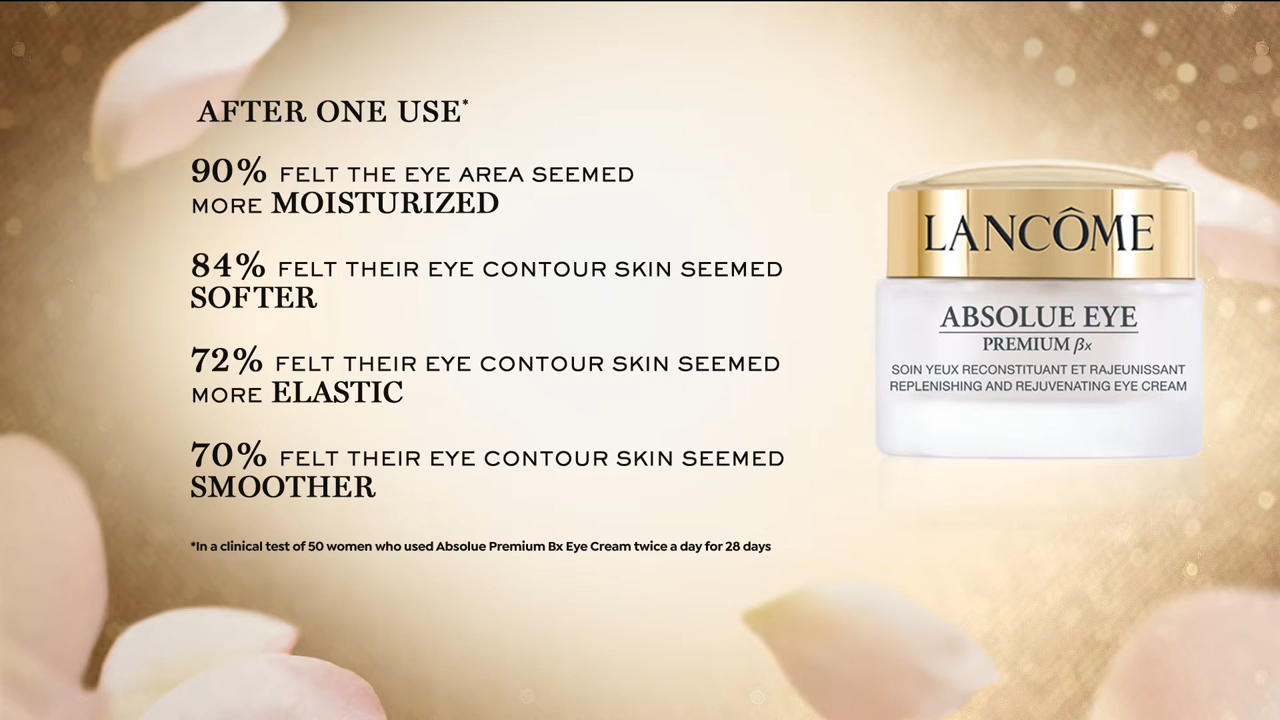 AFTER ONE USE*
90% FELT THE EYE AREA SEEMED
MORE MOISTURIZED
84% FELT THEIR EYE CONTOUR SKIN SEEMED
SOFTER
72% FELT THEIR EYE CONTOUR SKIN SEEMED
MORE ELASTIC
70% FELT THEIR EYE CONTOUR SKIN SEEMED
SMOOTHER
*In a clinical test of 50 women who used Absolue Premium Bx Eye Cream twice a day for 28 days
LANCÔME
ABSOLUE EYE
PREMIUM βx
SOIN YEUX RECONSTITUANT ET RAJEUNISSANT
REPLENISHING AND REJUVENATING EYE CREAM